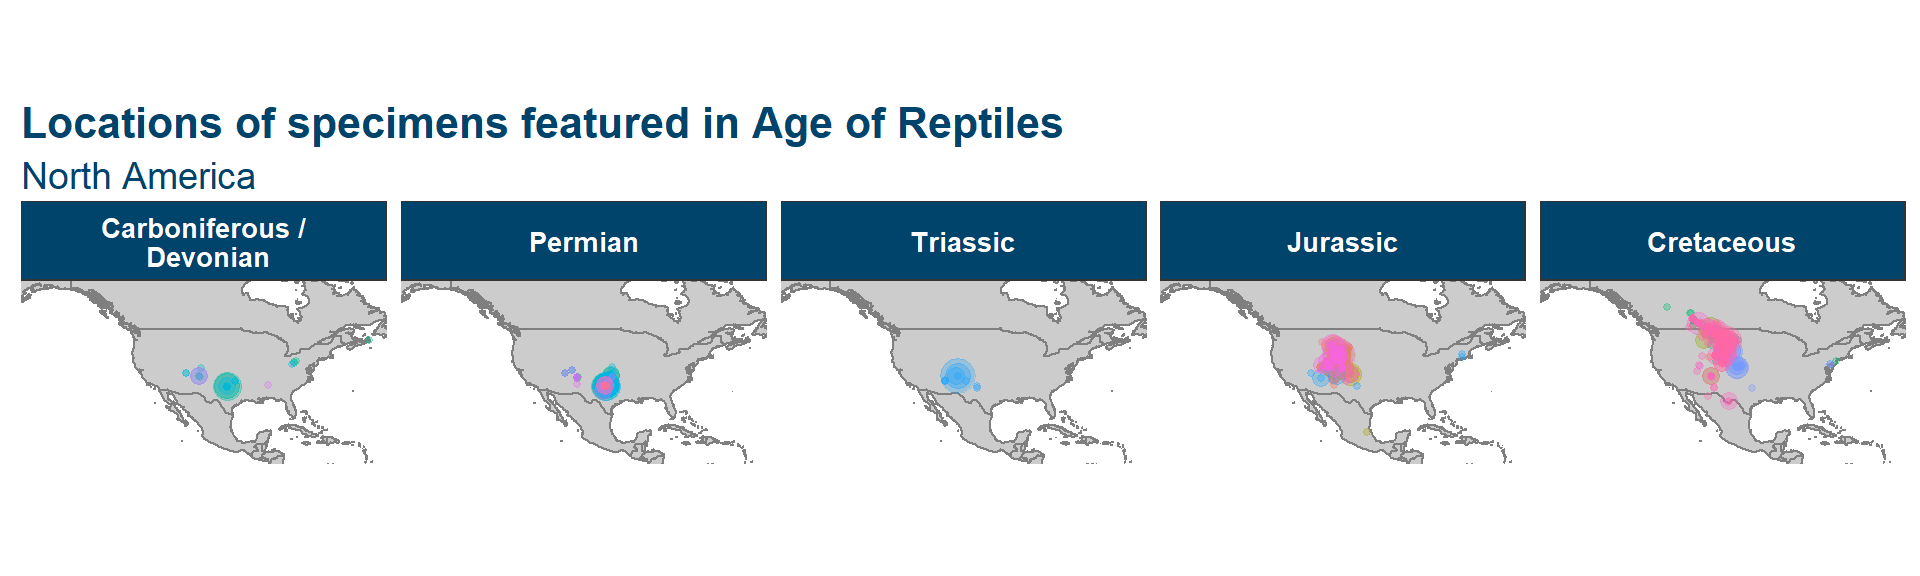 Locations of specimens featured in Age of Reptiles
North America
Carboniferous /
Devonian
Permian
Triassic
Jurassic
Cretaceous